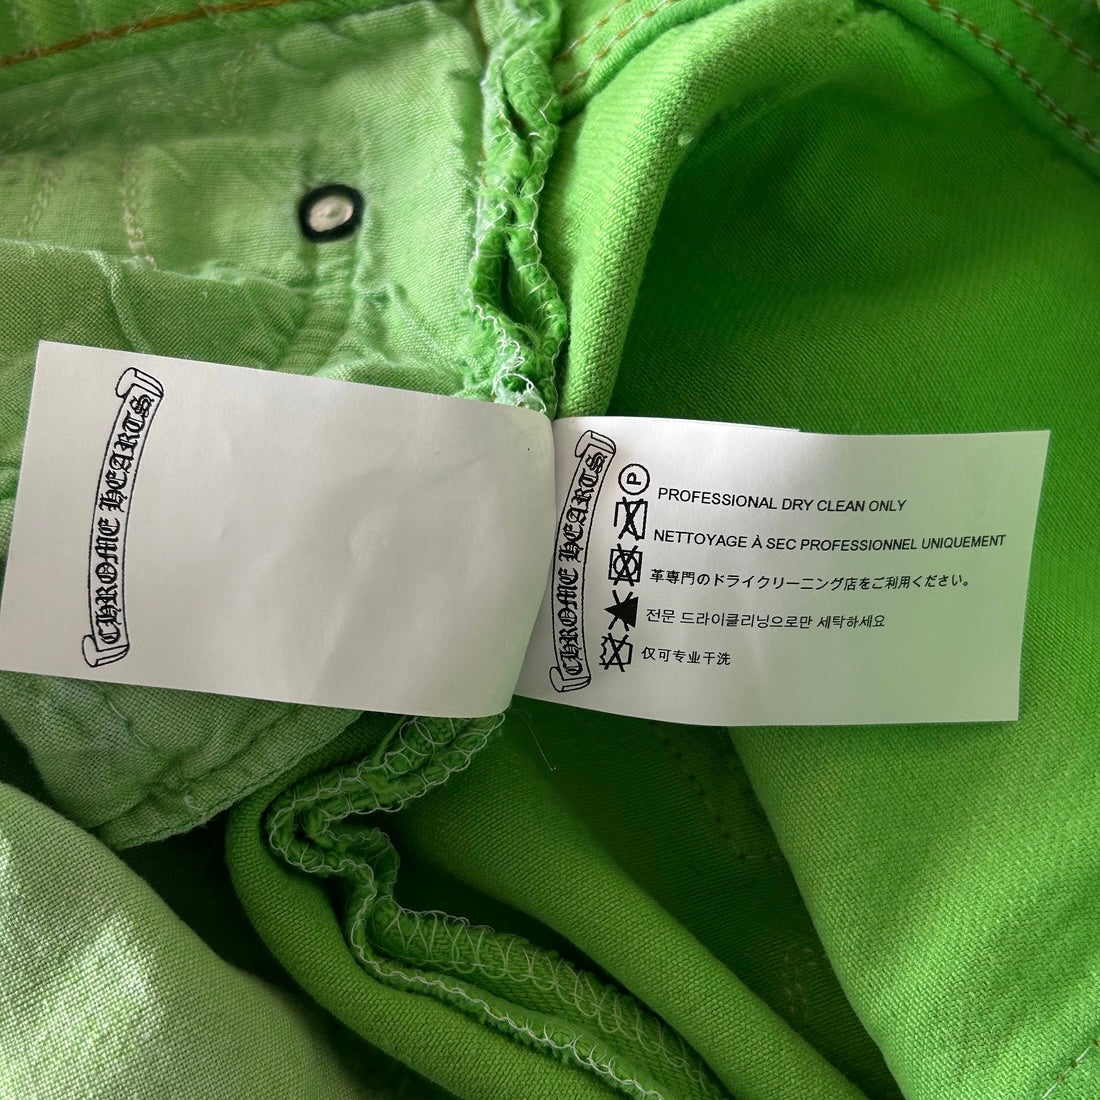 CHROME HEARTS
CHROME HEARTS
P
PROFESSIONAL DRY CLEAN ONLY
NETTOYAGE À SEC PROFESSIONNEL UNIQUEMENT
革専門のドライクリーニング店をご利用ください。
전문 드라이클리닝으로만 세탁하세요
仅可专业干洗